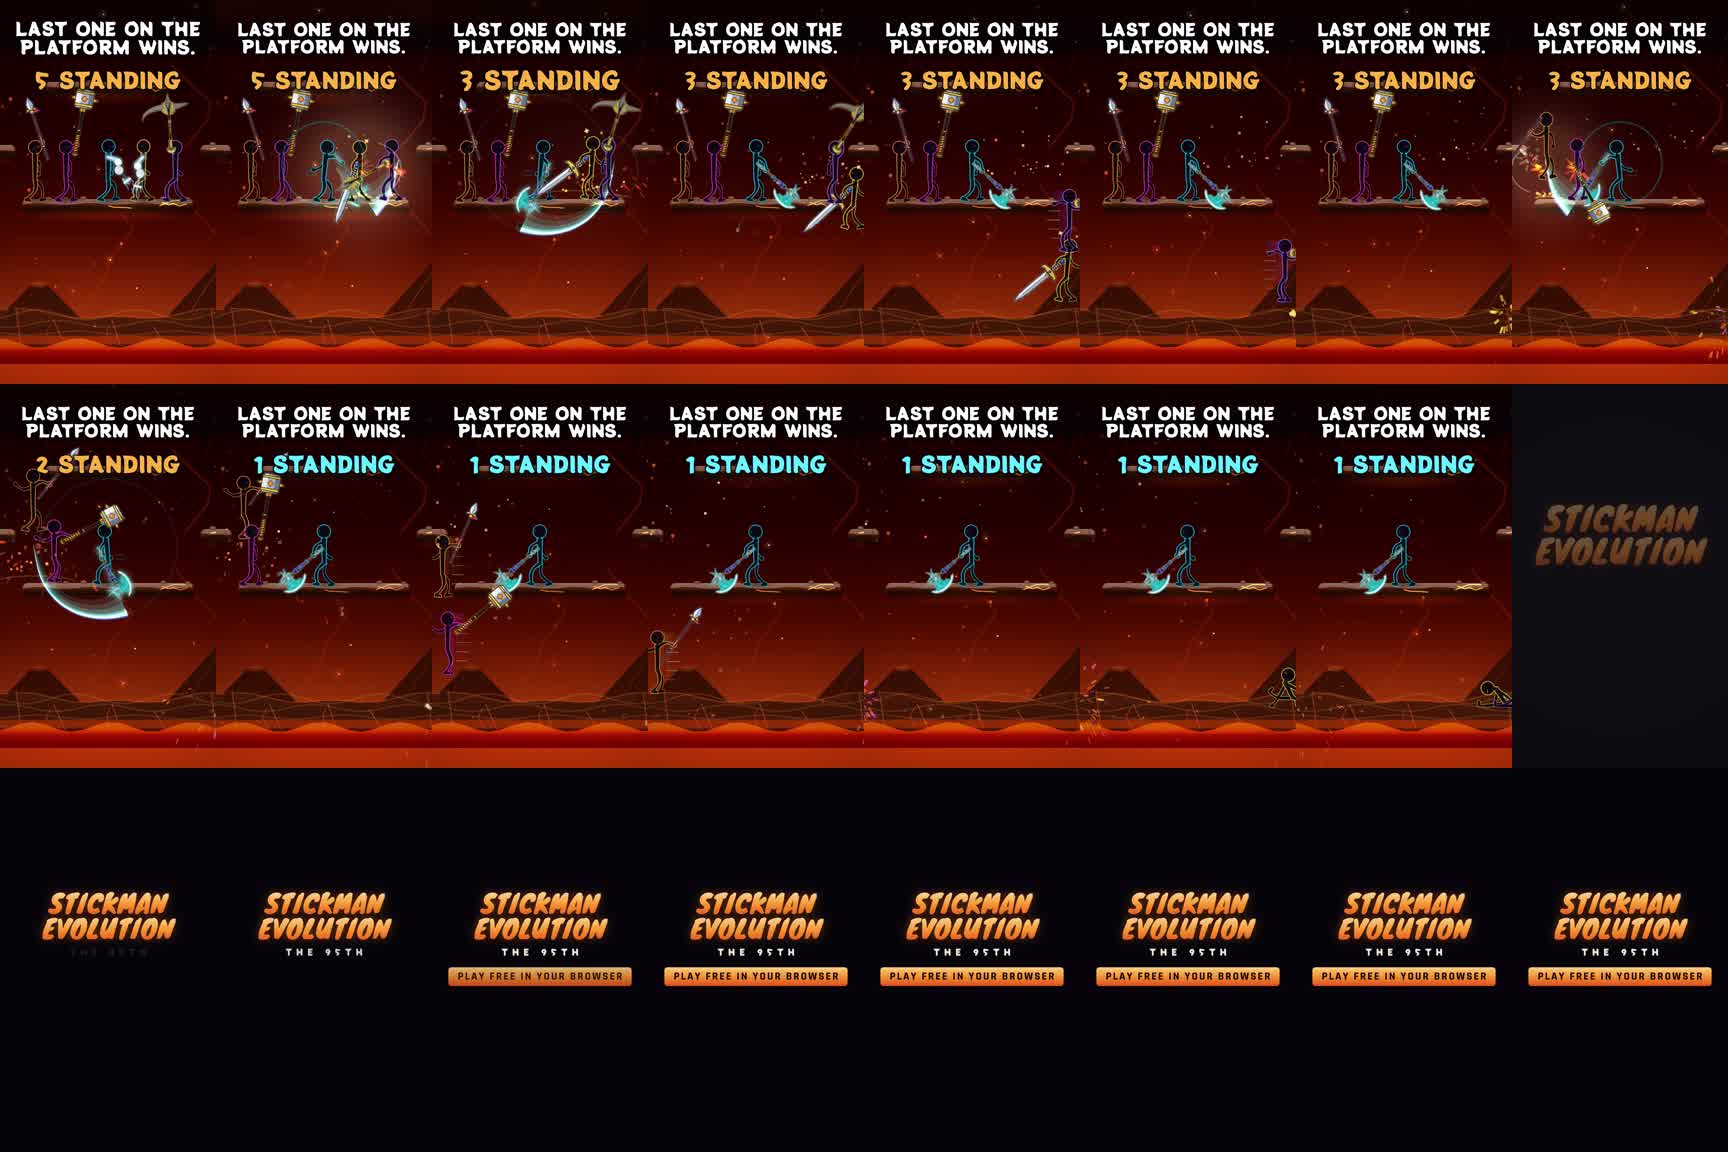 LAST ONE ON THE
PLATFORM WINS.
5 STANDING
LAST ONE ON THE
PLATFORM WINS.
5 STANDING
LAST ONE ON THE
PLATFORM WINS.
3 STANDING
LAST ONE ON THE
PLATFORM WINS.
3 STANDING
LAST ONE ON THE
PLATFORM WINS.
3 STANDING
LAST ONE ON THE
PLATFORM WINS.
3 STANDING
LAST ONE ON THE
PLATFORM WINS.
3 STANDING
LAST ONE ON THE
PLATFORM WINS.
3 STANDING
LAST ONE ON THE
PLATFORM WINS.
2 STANDING
LAST ONE ON THE
PLATFORM WINS.
1 STANDING
LAST ONE ON THE
PLATFORM WINS.
1 STANDING
LAST ONE ON THE
PLATFORM WINS.
1 STANDING
LAST ONE ON THE
PLATFORM WINS.
1 STANDING
LAST ONE ON THE
PLATFORM WINS.
1 STANDING
LAST ONE ON THE
PLATFORM WINS.
1 STANDING
STICKMAN
EVOLUTION
STICKMAN
EVOLUTION
THE 95TH
STICKMAN
EVOLUTION
THE 95TH
STICKMAN
EVOLUTION
THE 95TH
PLAY FREE IN YOUR BROWSER
STICKMAN
EVOLUTION
THE 95TH
PLAY FREE IN YOUR BROWSER
STICKMAN
EVOLUTION
THE 95TH
PLAY FREE IN YOUR BROWSER
STICKMAN
EVOLUTION
THE 95TH
PLAY FREE IN YOUR BROWSER
STICKMAN
EVOLUTION
THE 95TH
PLAY FREE IN YOUR BROWSER
STICKMAN
EVOLUTION
THE 95TH
PLAY FREE IN YOUR BROWSER